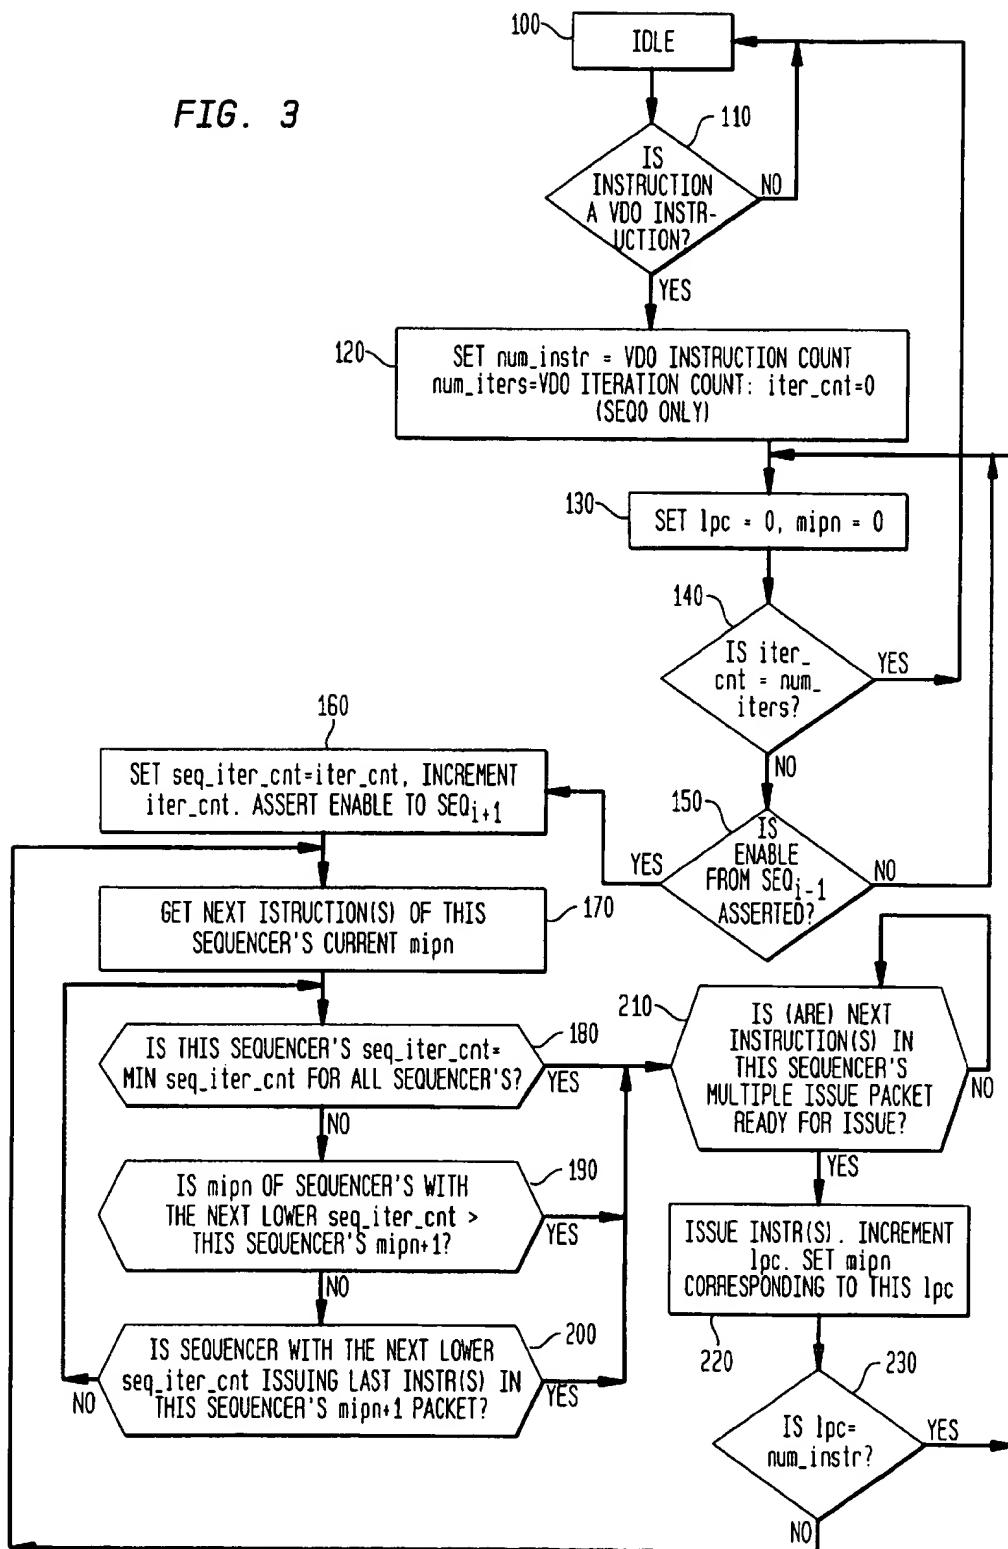 FIG. 3
100
IDLE
110
IS
INSTRUCTION
A VDO INSTR-
UCTION?
NO
YES
120
SET num_instr = VDO INSTRUCTION COUNT
num_iters=VDO ITERATION COUNT: iter_cnt=0
(SEQ0 ONLY)
130
SET lpc = 0, mipn = 0
140
IS iter_
cnt = num_
iters?
YES
NO
150
IS
ENABLE
FROM SEQi-1
ASSERTED?
YES
NO
160
SET seq_iter_cnt=iter_cnt, INCREMENT
iter_cnt. ASSERT ENABLE TO SEQi+1
170
GET NEXT ISTRUCTION(S) OF THIS
SEQUENCER'S CURRENT mipn
180
IS THIS SEQUENCER'S seq_iter_cnt=
MIN seq_iter_cnt FOR ALL SEQUENCER'S?
YES
NO
190
IS mipn OF SEQUENCER'S WITH
THE NEXT LOWER seq_iter_cnt >
THIS SEQUENCER'S mipn+1?
YES
NO
200
IS SEQUENCER WITH THE NEXT LOWER
seq_iter_cnt ISSUING LAST INSTR(S) IN
THIS SEQUENCER'S mipn+1 PACKET?
NO
YES
210
IS (ARE) NEXT
INSTRUCTION(S) IN
THIS SEQUENCER'S
MULTIPLE ISSUE PACKET
READY FOR ISSUE?
NO
YES
ISSUE INSTR(S). INCREMENT
lpc. SET mipn
CORRESPONDING TO THIS lpc
220
230
IS lpc=
num_instr?
YES
NO